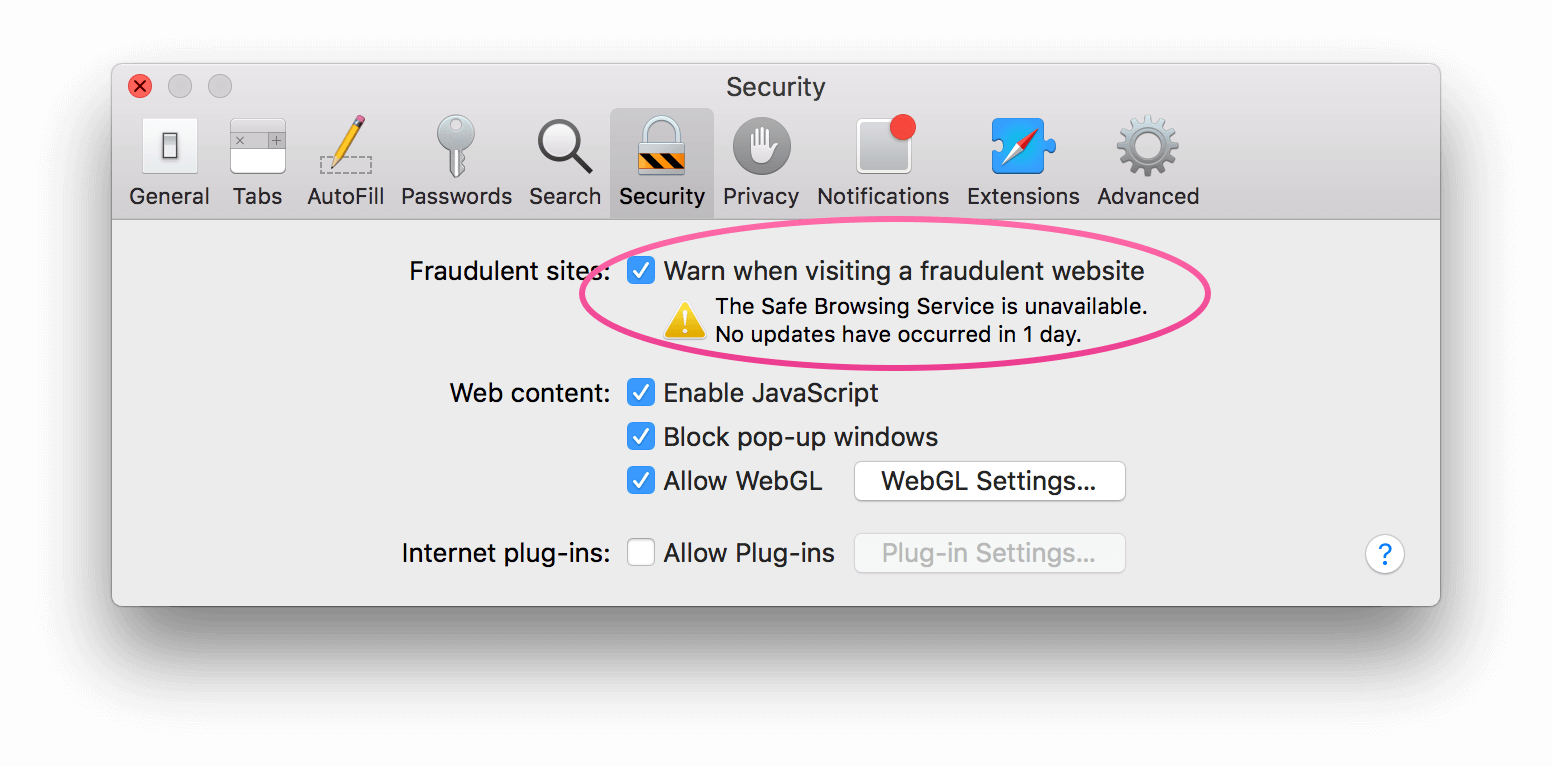 Security
General Tabs AutoFill Passwords Search Security Privacy Notifications Extensions Advanced
Fraudulent sites: Warn when visiting a fraudulent website
The Safe Browsing Service is unavailable.
No updates have occurred in 1 day.
Web content: Enable JavaScript
Block pop-up windows
Allow WebGL WebGL Settings...
Internet plug-ins: Allow Plug-ins Plug-in Settings...
?